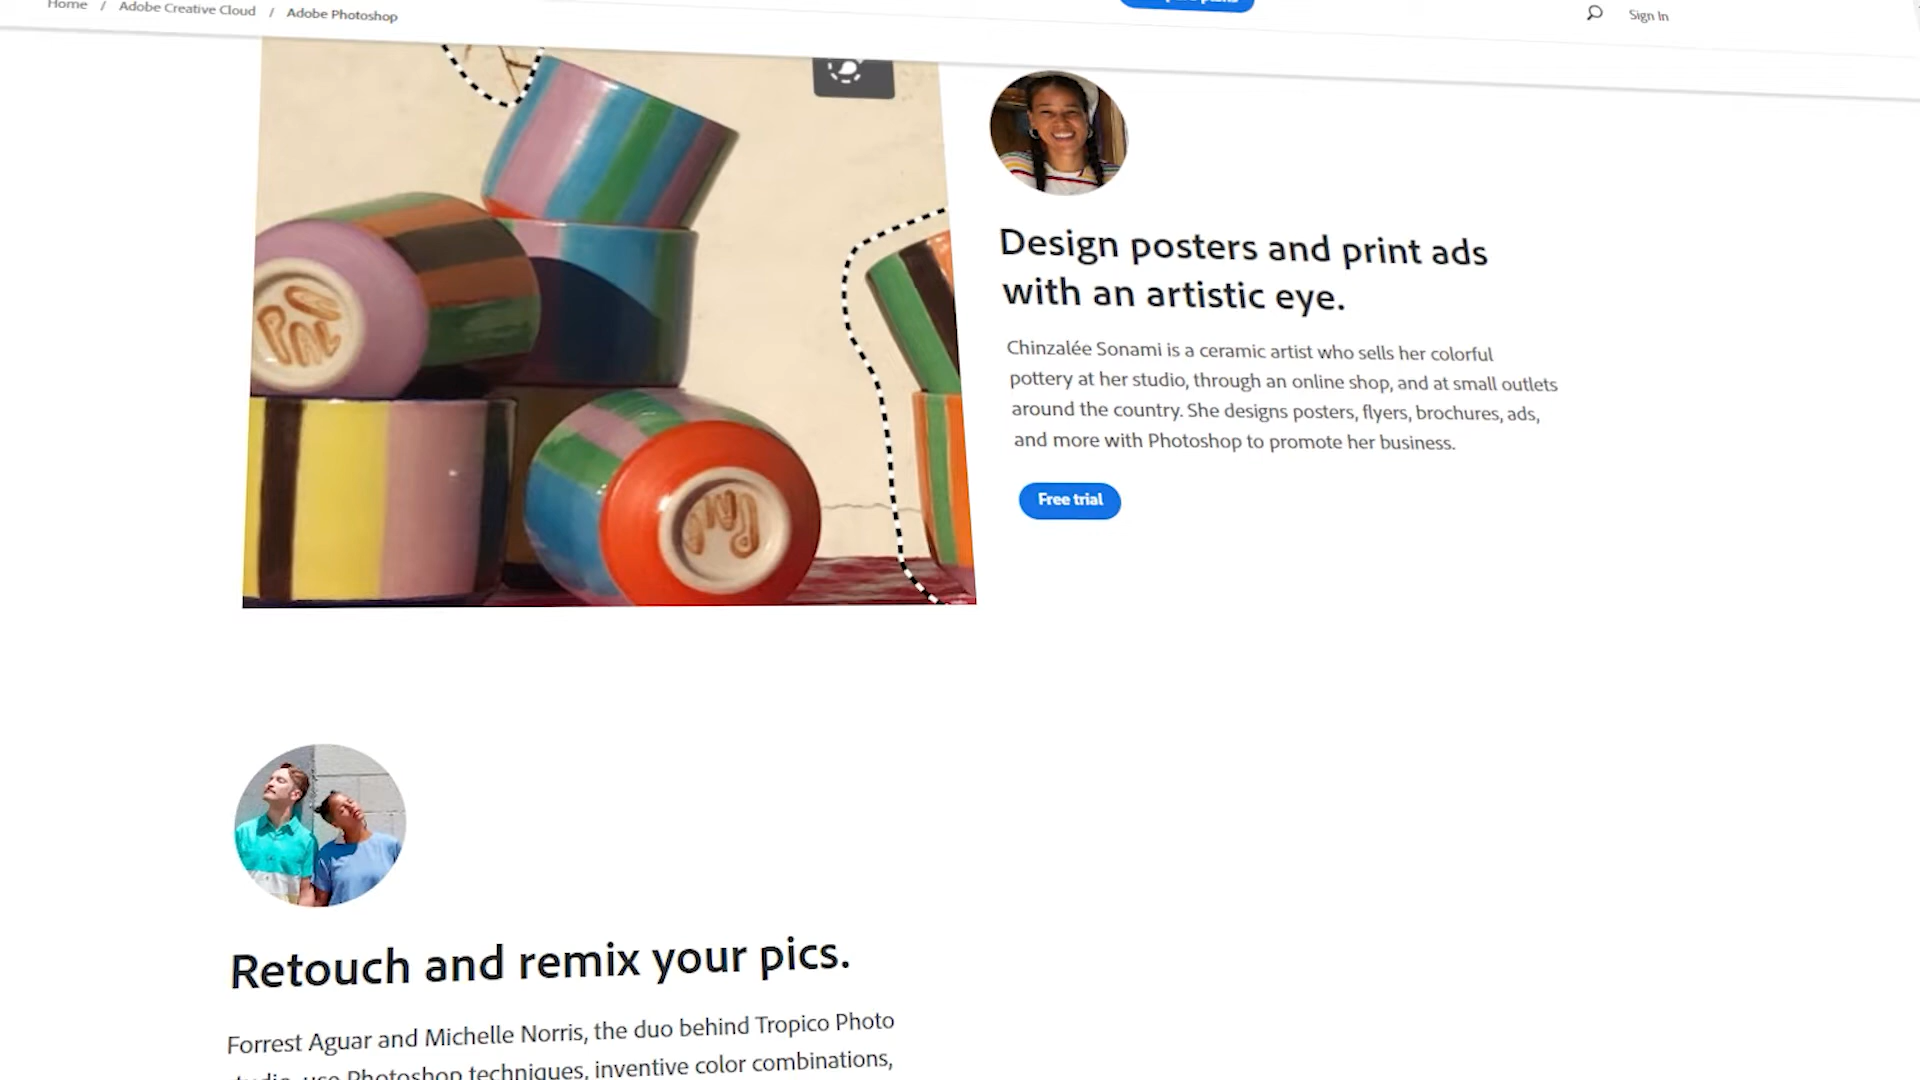 Home / Adobe Creative Cloud / Adobe Photoshop
Sign In
Design posters and print ads
with an artistic eye.
Chinzalée Sonami is a ceramic artist who sells her colorful
pottery at her studio, through an online shop, and at small outlets
around the country. She designs posters, flyers, brochures, ads,
and more with Photoshop to promote her business.
Free trial
Retouch and remix your pics.
Forrest Aguar and Michelle Norris, the duo behind Tropico Photo
use Photoshop techniques, inventive color combinations,